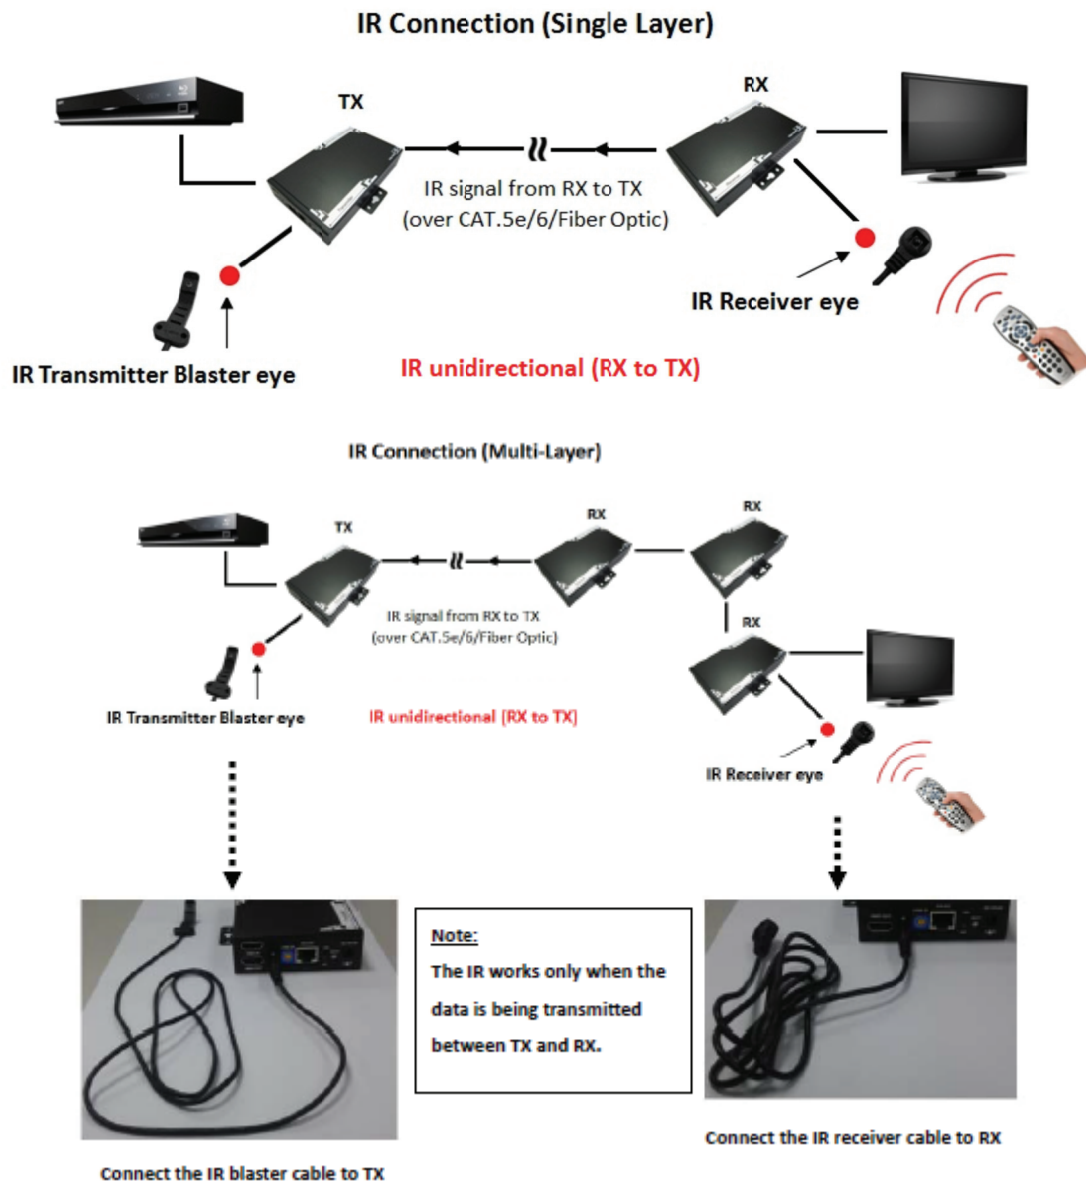 IR Connection (Single Layer)
TX
RX
IR signal from RX to TX
(over CAT.5e/6/Fiber Optic)
IR Receiver eye
IR Transmitter Blaster eye
IR unidirectional (RX to TX)
IR Connection (Multi-Layer)
TX
RX
RX
IR signal from RX to TX
(over CAT.5e/6/Fiber Optic)
RX
IR Transmitter Blaster eye
IR unidirectional (RX to TX)
IR Receiver eye
Note:
The IR works only when the
data is being transmitted
between TX and RX.
Connect the IR receiver cable to RX
Connect the IR blaster cable to TX